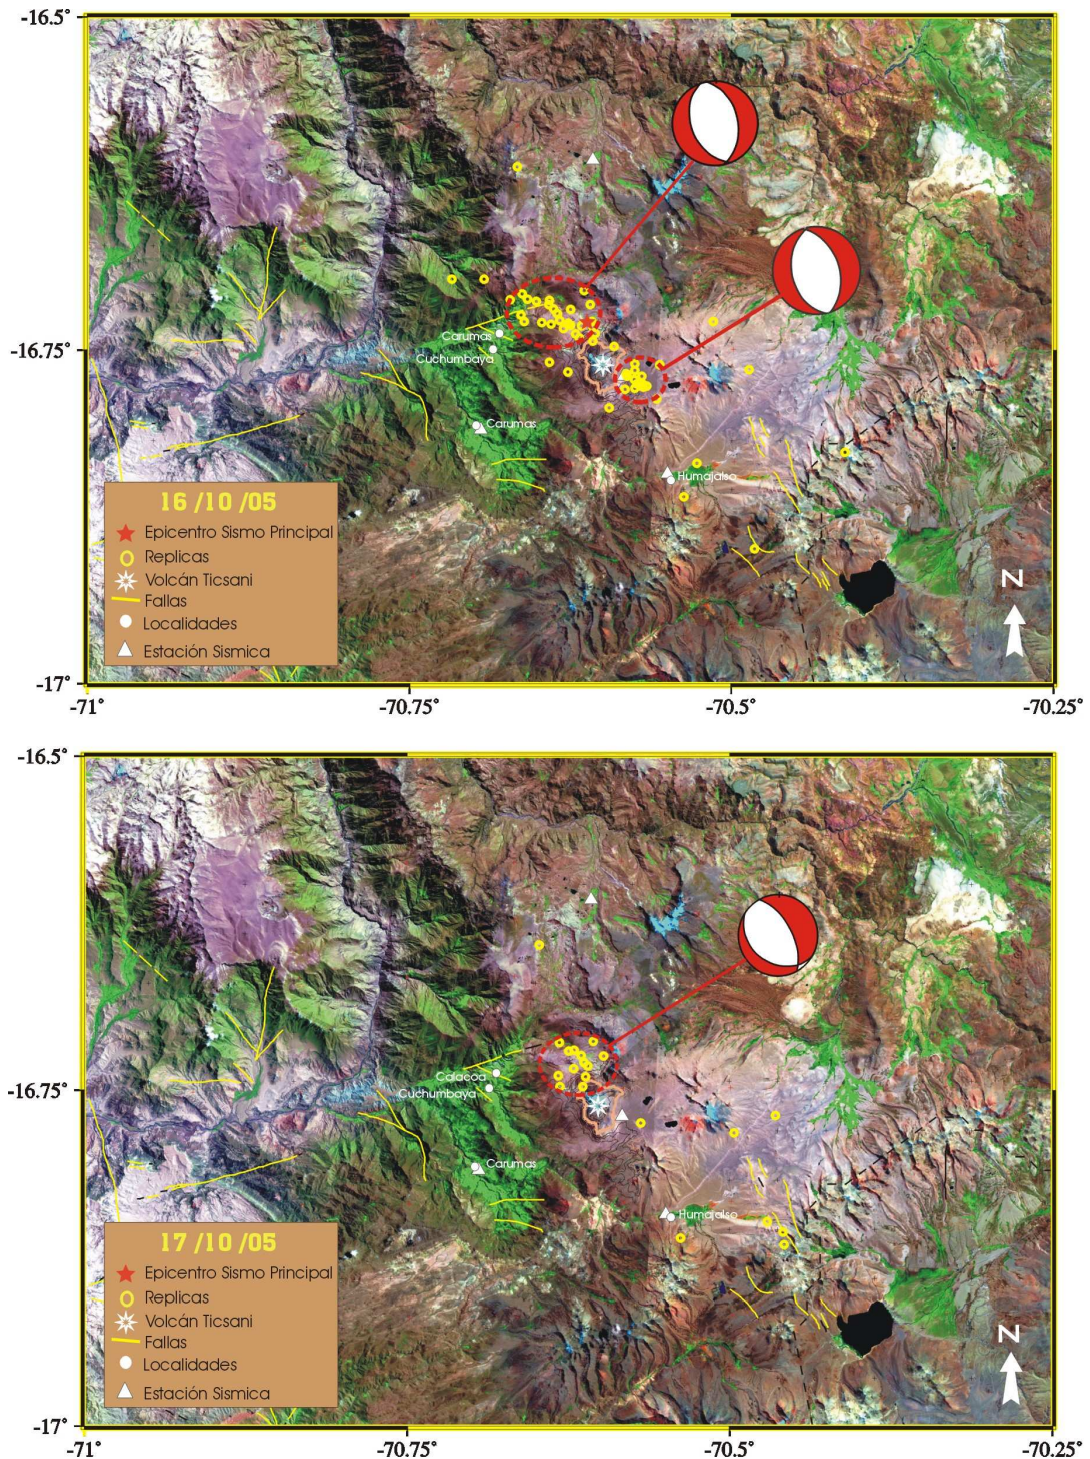 -16.5°
Carumas
Cuchumbaya
-16.75°
Carumas
Humajalso
16 /10 /05
Epicentro Sismo Principal
Replicas
Volcán Ticsani
Fallas
Localidades
Estación Sismica
N
-17°
-71°
-70.75°
-70.5°
-70.25°
-16.5°
Calacoa
-16.75°
Cuchumbaya
Carumas
Humajalso
17 /10 /05
Epicentro Sismo Principal
Replicas
Volcán Ticsani
Fallas
Localidades
Estación Sismica
N
-17°
-71°
-70.75°
-70.5°
-70.25°